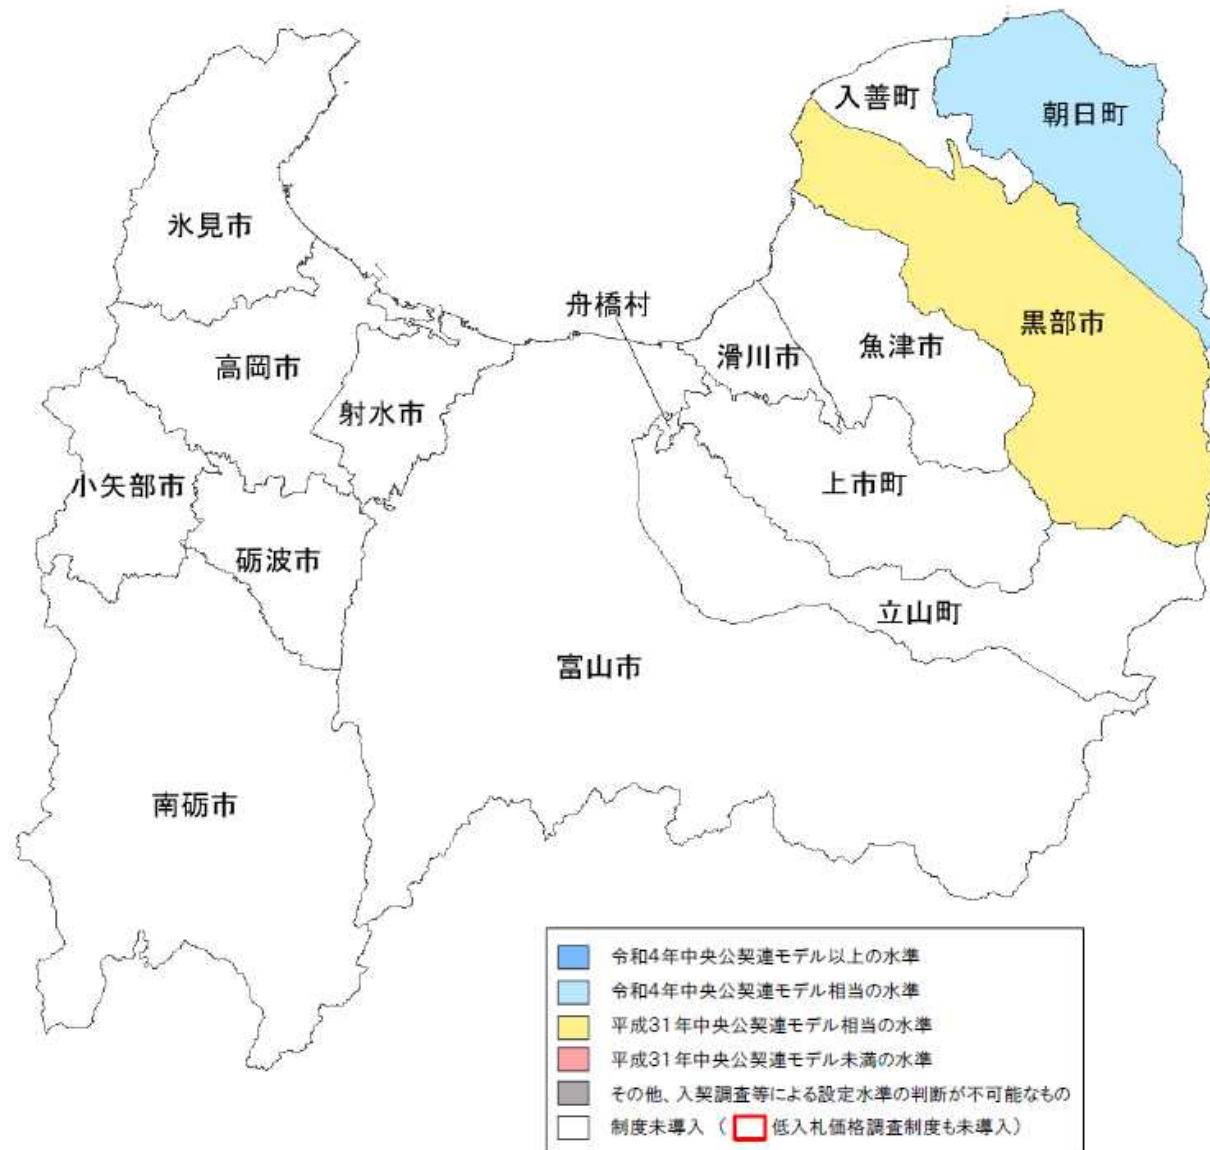 入善町
朝日町
氷見市
舟橋村
黒部市
高岡市
滑川市
魚津市
射水市
小矢部市
上市町
砺波市
立山町
富山市
南砺市
令和4年中央公契連モデル以上の水準
令和4年中央公契連モデル相当の水準
平成31年中央公契連モデル相当の水準
平成31年中央公契連モデル未満の水準
その他、入契調査等による設定水準の判断が不可能なもの
制度未導入 ( 低入札価格調査制度も未導入)